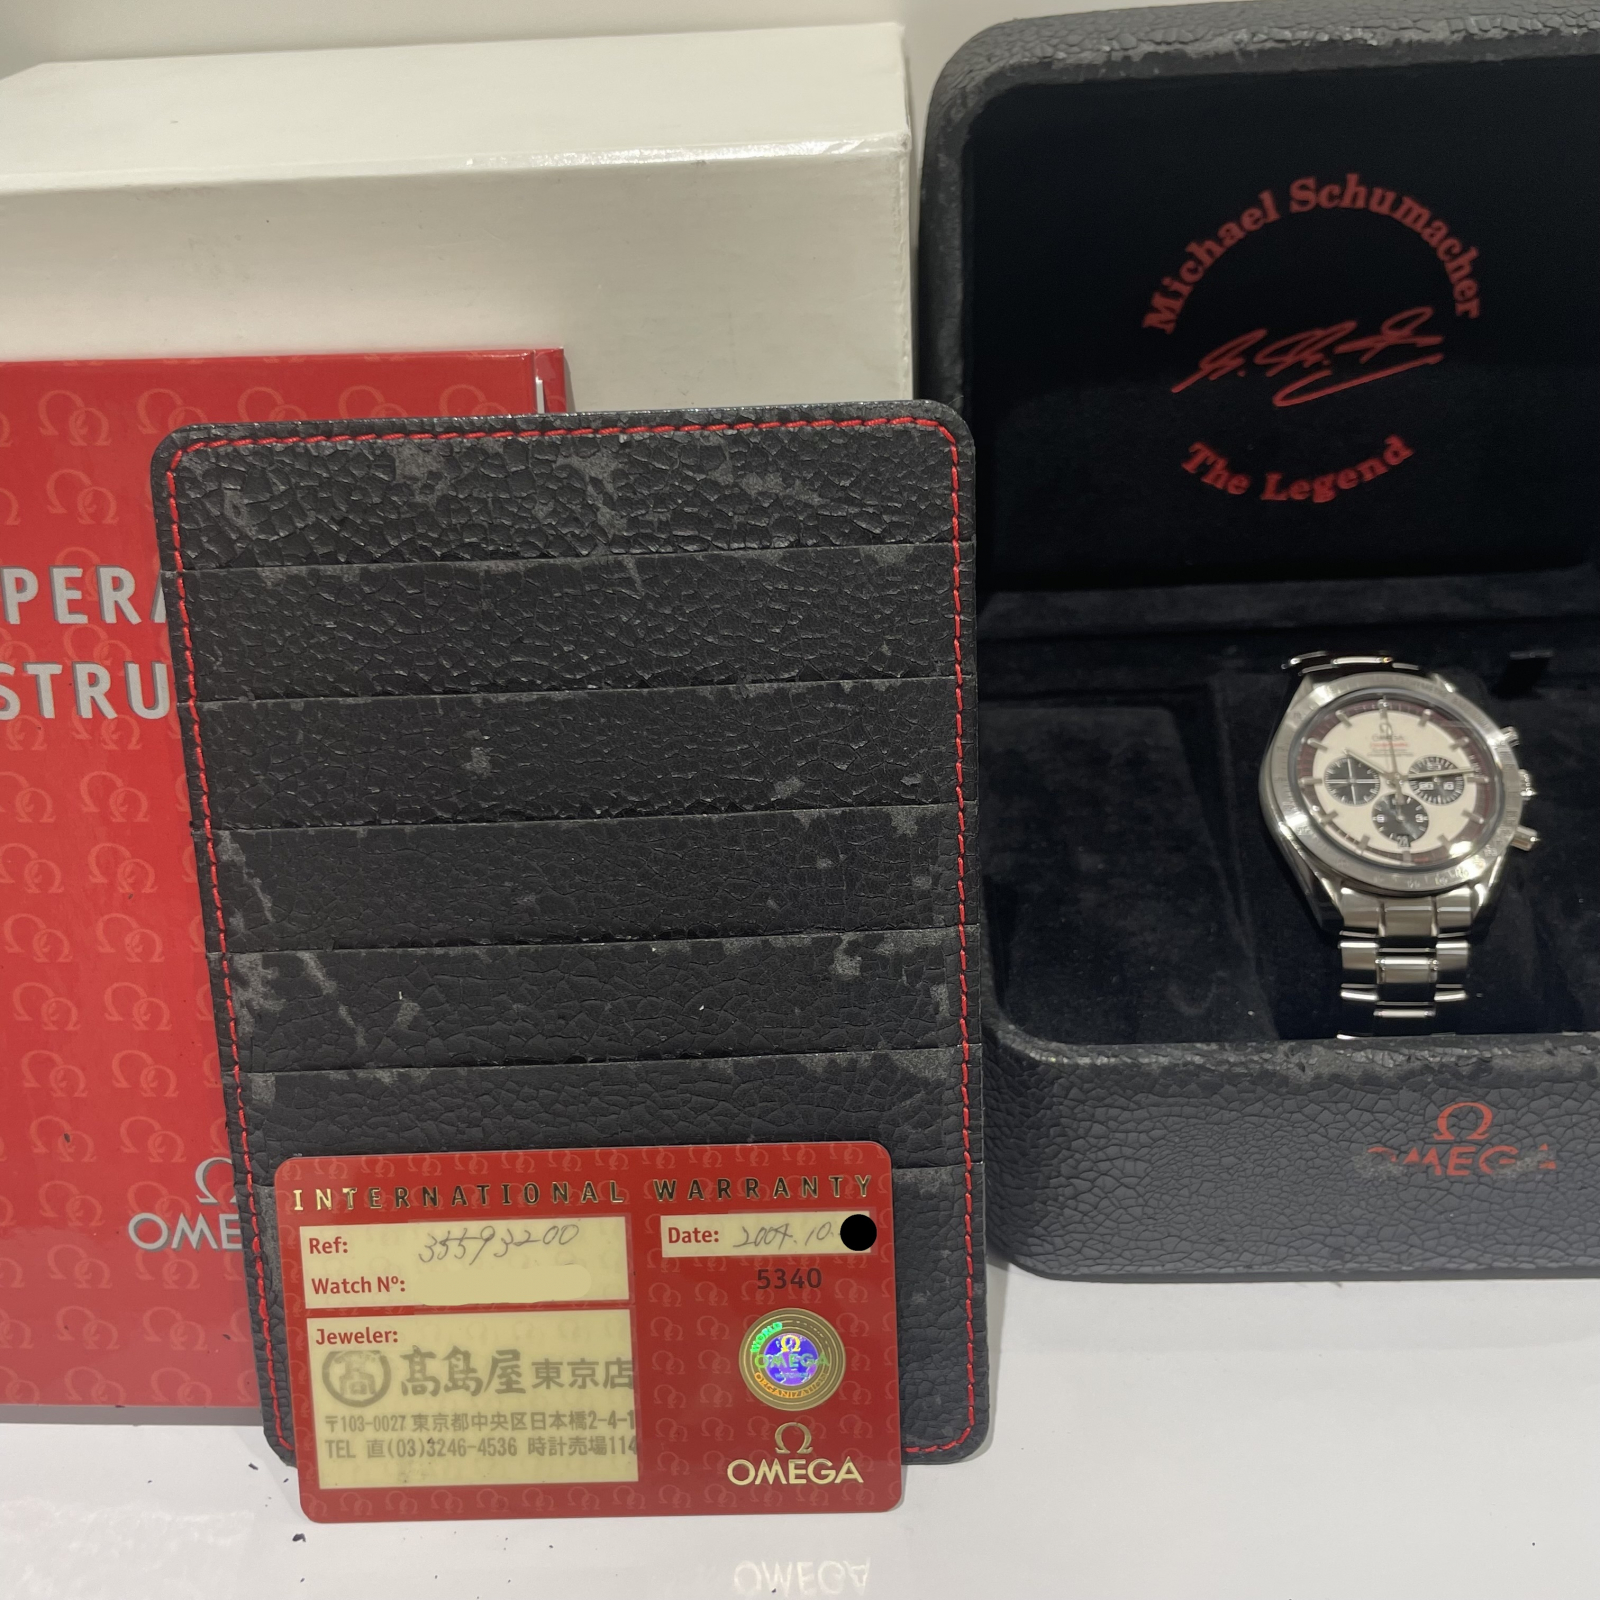 Michael Schumacher
The Legend
OMEGA
PERA
STRU
OME
INTERNATIONAL WARRANTY
Ref: 35593200
Date: 2004.10.
Watch Nº:
5340
Jeweler:
髙島屋 東京店
〒103-0027 東京都中央区日本橋2-4-1
TEL 直(03)3246-4536 時計売場114
WORLD
OMEGA
OMEGA
OMEGA